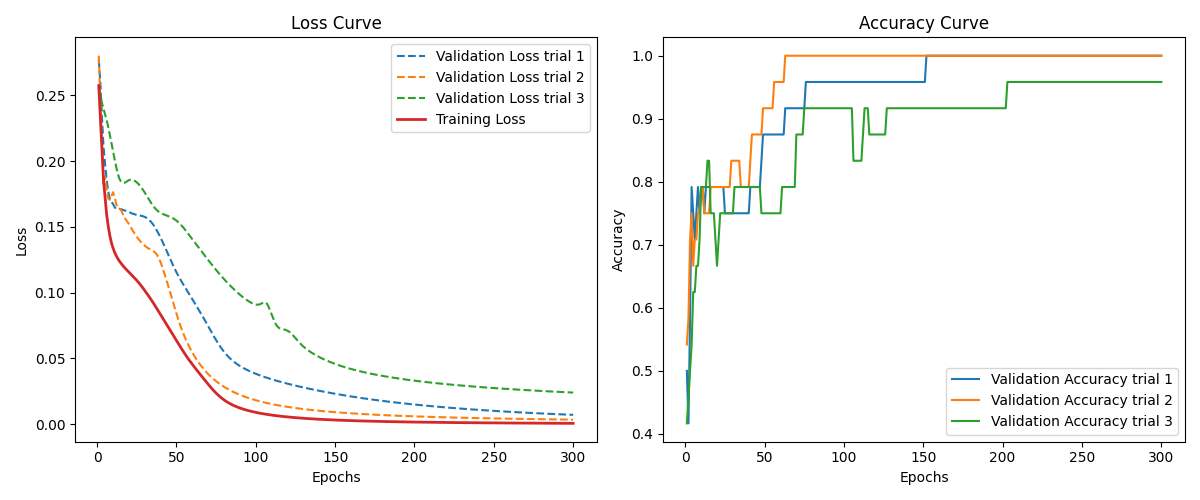 Loss Curve
Validation Loss trial 1
Validation Loss trial 2
Validation Loss trial 3
Training Loss
0.25
0.20
0.15
0.10
0.05
0.00
Loss
0 50 100 150 200 250 300
Epochs
Accuracy Curve
1.0
0.9
0.8
0.7
0.6
0.5
0.4
Accuracy
Validation Accuracy trial 1
Validation Accuracy trial 2
Validation Accuracy trial 3
0 50 100 150 200 250 300
Epochs